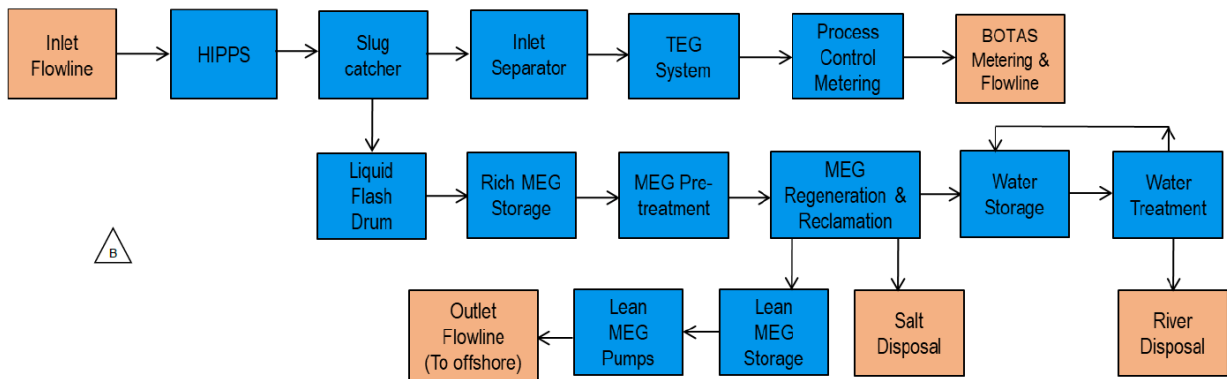 Inlet
Flowline
HIPPS
Slug
catcher
Inlet
Separator
TEG
System
Process
Control
Metering
BOTAS
Metering &
Flowline
Liquid
Flash
Drum
Rich MEG
Storage
MEG Pre-
treatment
MEG
Regeneration &
Reclamation
Water
Storage
Water
Treatment
B
Outlet
Flowline
(To offshore)
Lean
MEG
Pumps
Lean
MEG
Storage
Salt
Disposal
River
Disposal